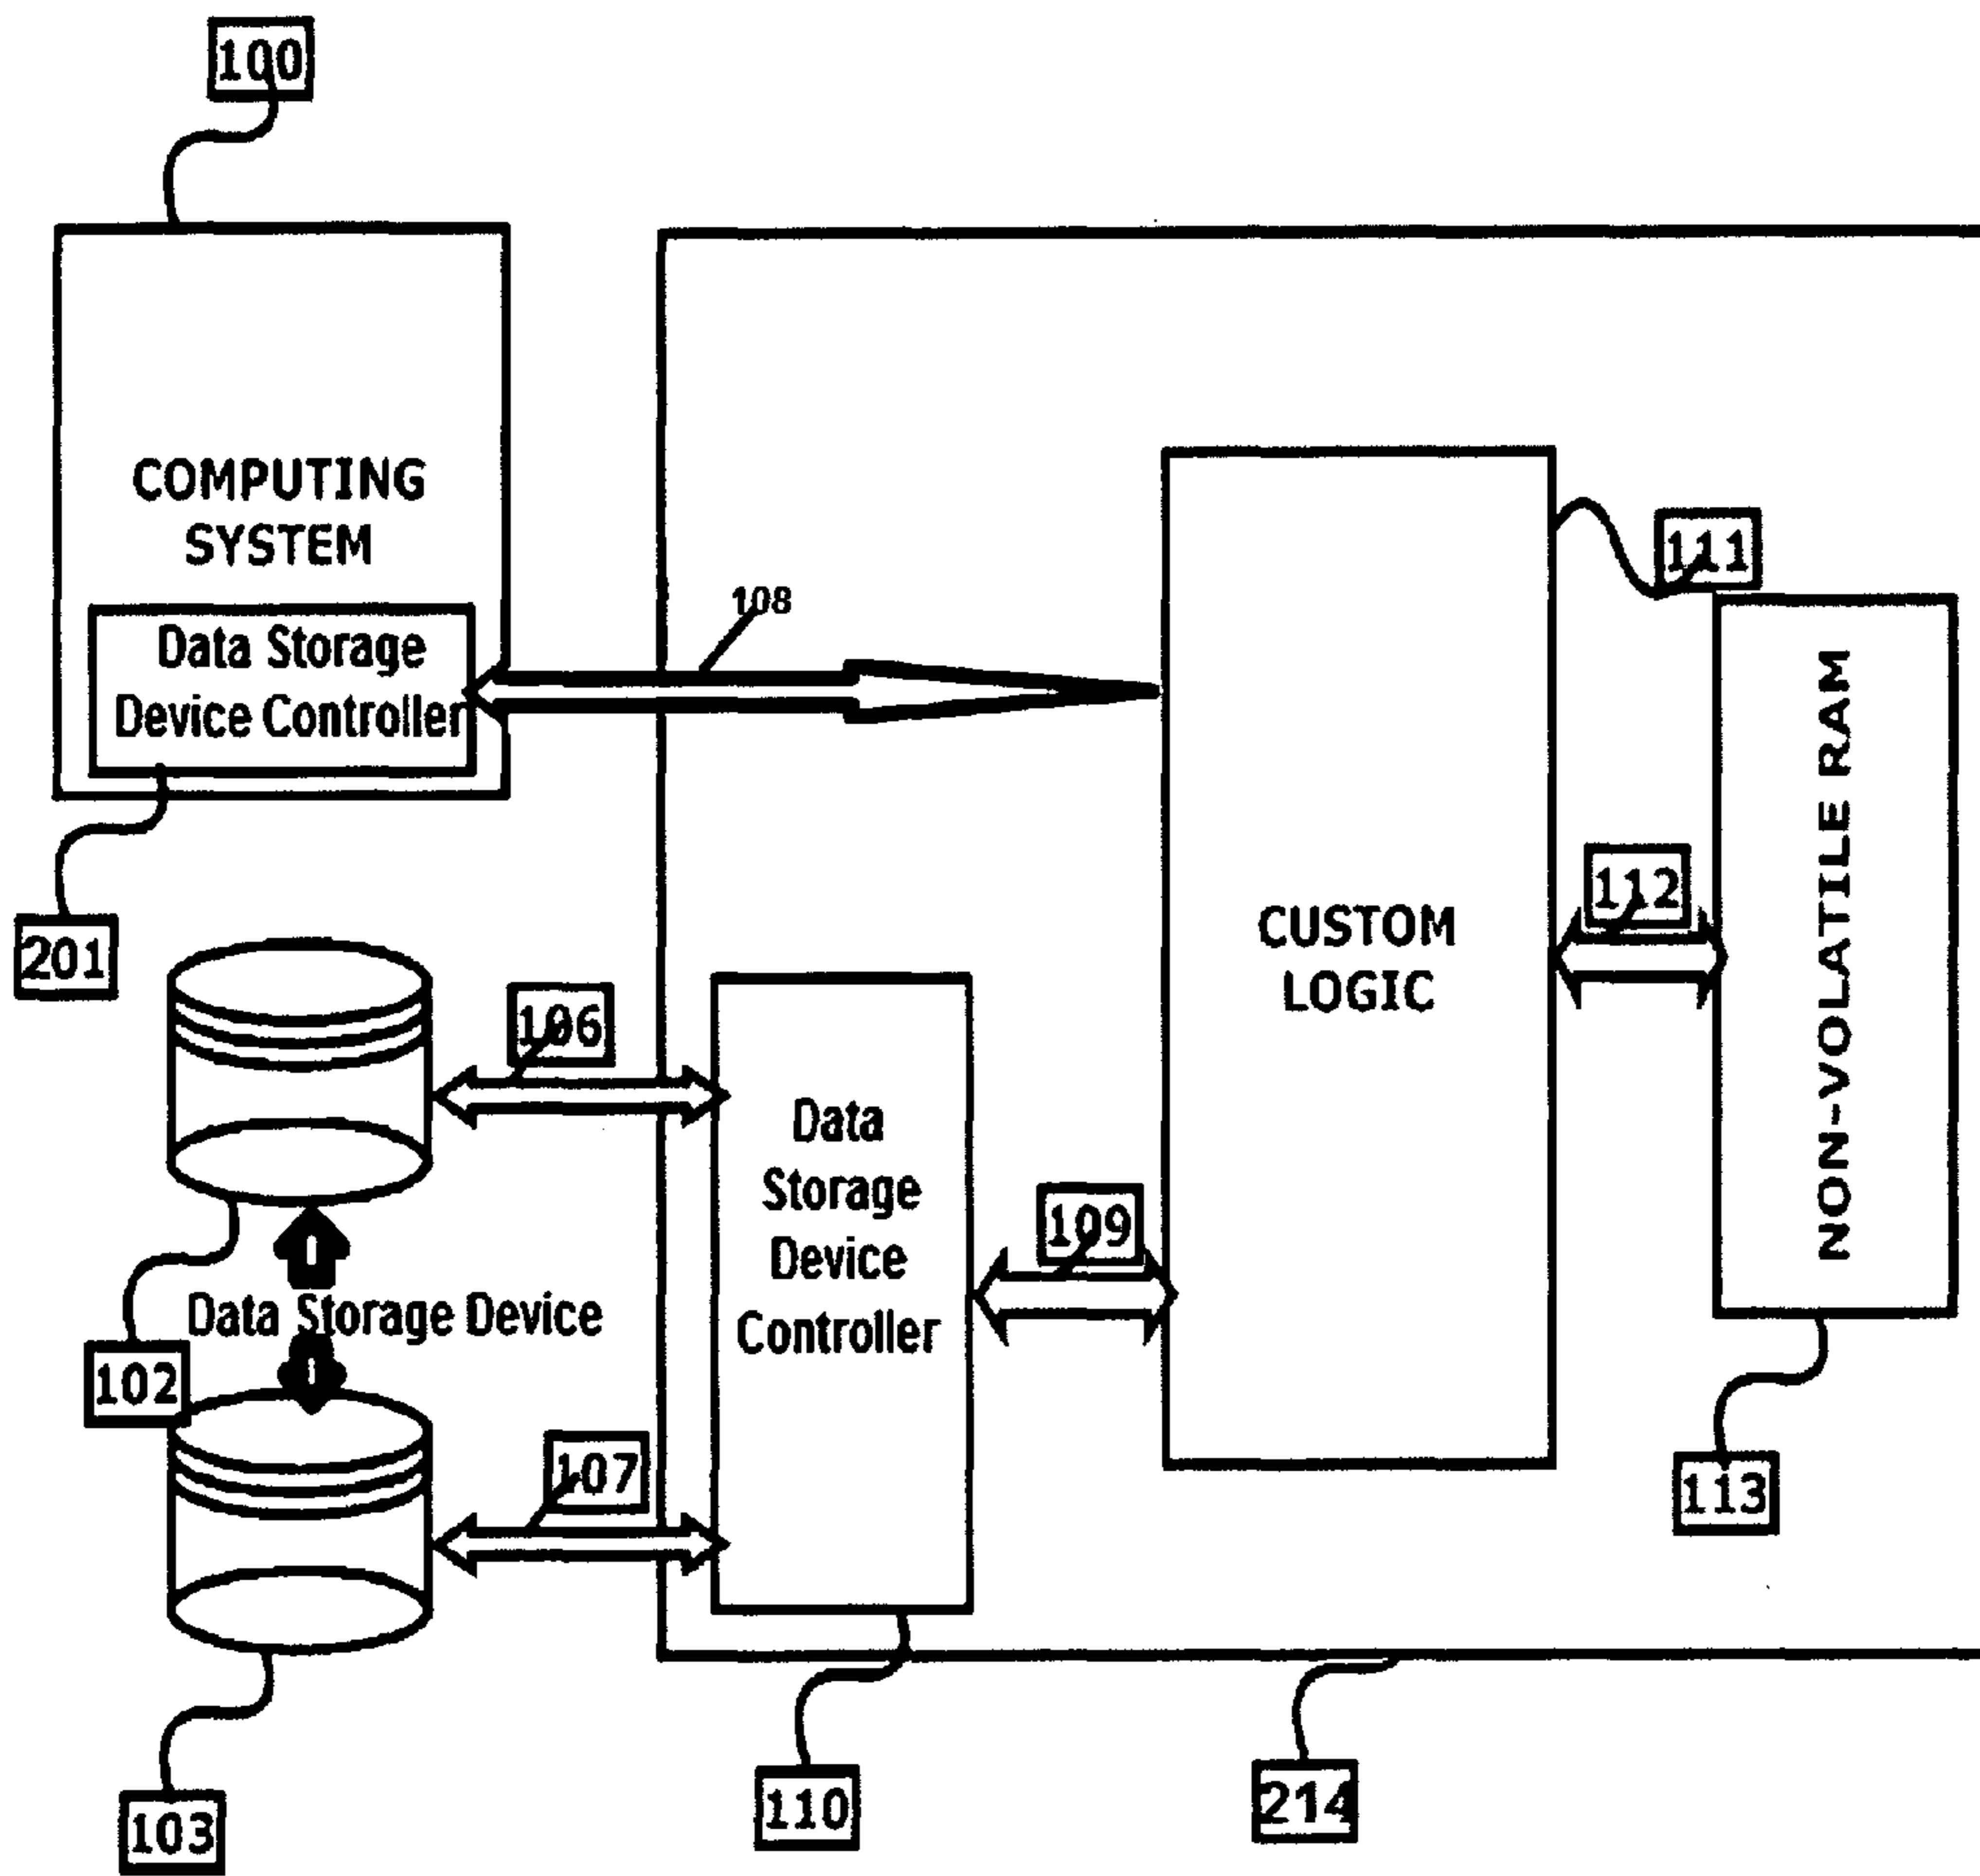 100
COMPUTING
SYSTEM
Data Storage
Device Controller
108
111
201
112
CUSTOM
LOGIC
NON-VOLATILE RAM
106
Data
Storage
Device
Controller
109
Data Storage Device
102
107
113
103
110
214